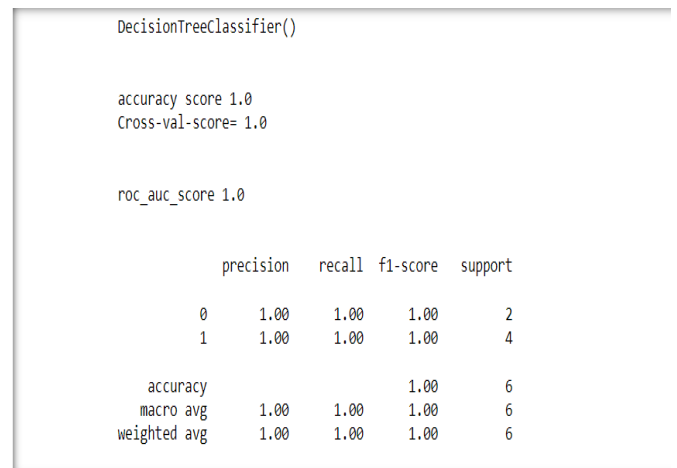 DecisionTreeClassifier()
accuracy score 1.0
Cross-val-score= 1.0
roc_auc_score 1.0
precision recall f1-score support
0 1.00 1.00 1.00 2
1 1.00 1.00 1.00 4
accuracy 1.00 6
macro avg 1.00 1.00 1.00 6
weighted avg 1.00 1.00 1.00 6